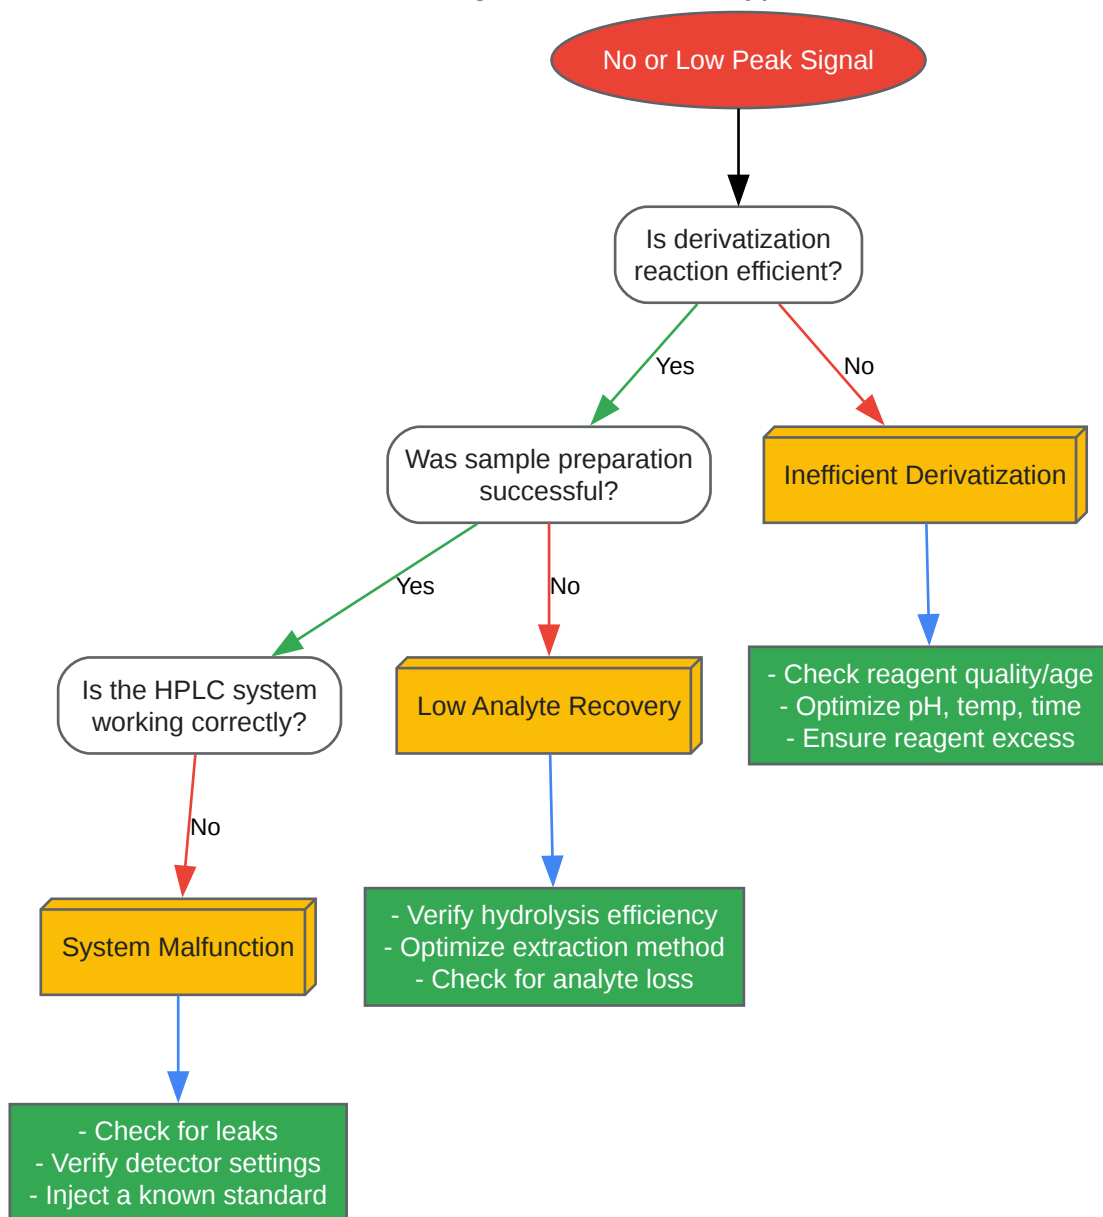 No or Low Peak Signal
Is derivatization
reaction efficient?
Yes
No
Was sample preparation
successful?
Inefficient Derivatization
Yes
No
- Check reagent quality/age
- Optimize pH, temp, time
- Ensure reagent excess
Is the HPLC system
working correctly?
Low Analyte Recovery
No
- Verify hydrolysis efficiency
- Optimize extraction method
- Check for analyte loss
System Malfunction
- Check for leaks
- Verify detector settings
- Inject a known standard